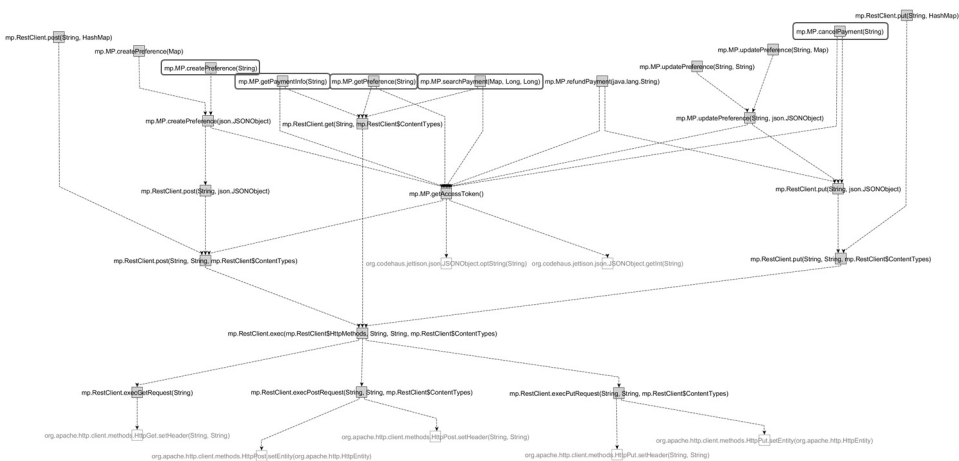 mp.RestClient.put(String, HashMap)
mp.MP.cancelPayment(String)
mp.RestClient.post(String, HashMap)
mp.MP.createPreference(Map)
mp.MP.updatePreference(String, Map)
mp.MP.createPreference(String)
mp.MP.updatePreference(String, String)
mp.MP.getPaymentInfo(String)
mp.MP.getPreference(String)
mp.MP.searchPayment(Map, Long, Long)
mp.MP.refundPayment(java.lang.String)
mp.MP.createPreference(json.JSONObject)
mp.RestClient.get(String, mp.RestClient$ContentTypes)
mp.MP.updatePreference(String, json.JSONObject)
mp.RestClient.post(String, json.JSONObject)
mp.MP.getAccessToken()
mp.RestClient.put(String, json.JSONObject)
mp.RestClient.post(String, String, mp.RestClient$ContentTypes)
org.codehaus.jettison.json.JSONObject.optString(String)
org.codehaus.jettison.json.JSONObject.getInt(String)
mp.RestClient.put(String, String, mp.RestClient$ContentTypes)
mp.RestClient.exec(mp.RestClient$HttpMethods, String, String, mp.RestClient$ContentTypes)
mp.RestClient.execGetRequest(String)
mp.RestClient.execPostRequest(String, String, mp.RestClient$ContentTypes)
mp.RestClient.execPutRequest(String, String, mp.RestClient$ContentTypes)
org.apache.http.client.methods.HttpGet.setHeader(String, String)
org.apache.http.client.methods.HttpPost.setHeader(String, String)
org.apache.http.client.methods.HttpPut.setEntity(org.apache.http.HttpEntity)
org.apache.http.client.methods.HttpPost.setEntity(org.apache.http.HttpEntity)
org.apache.http.client.methods.HttpPut.setHeader(String, String)